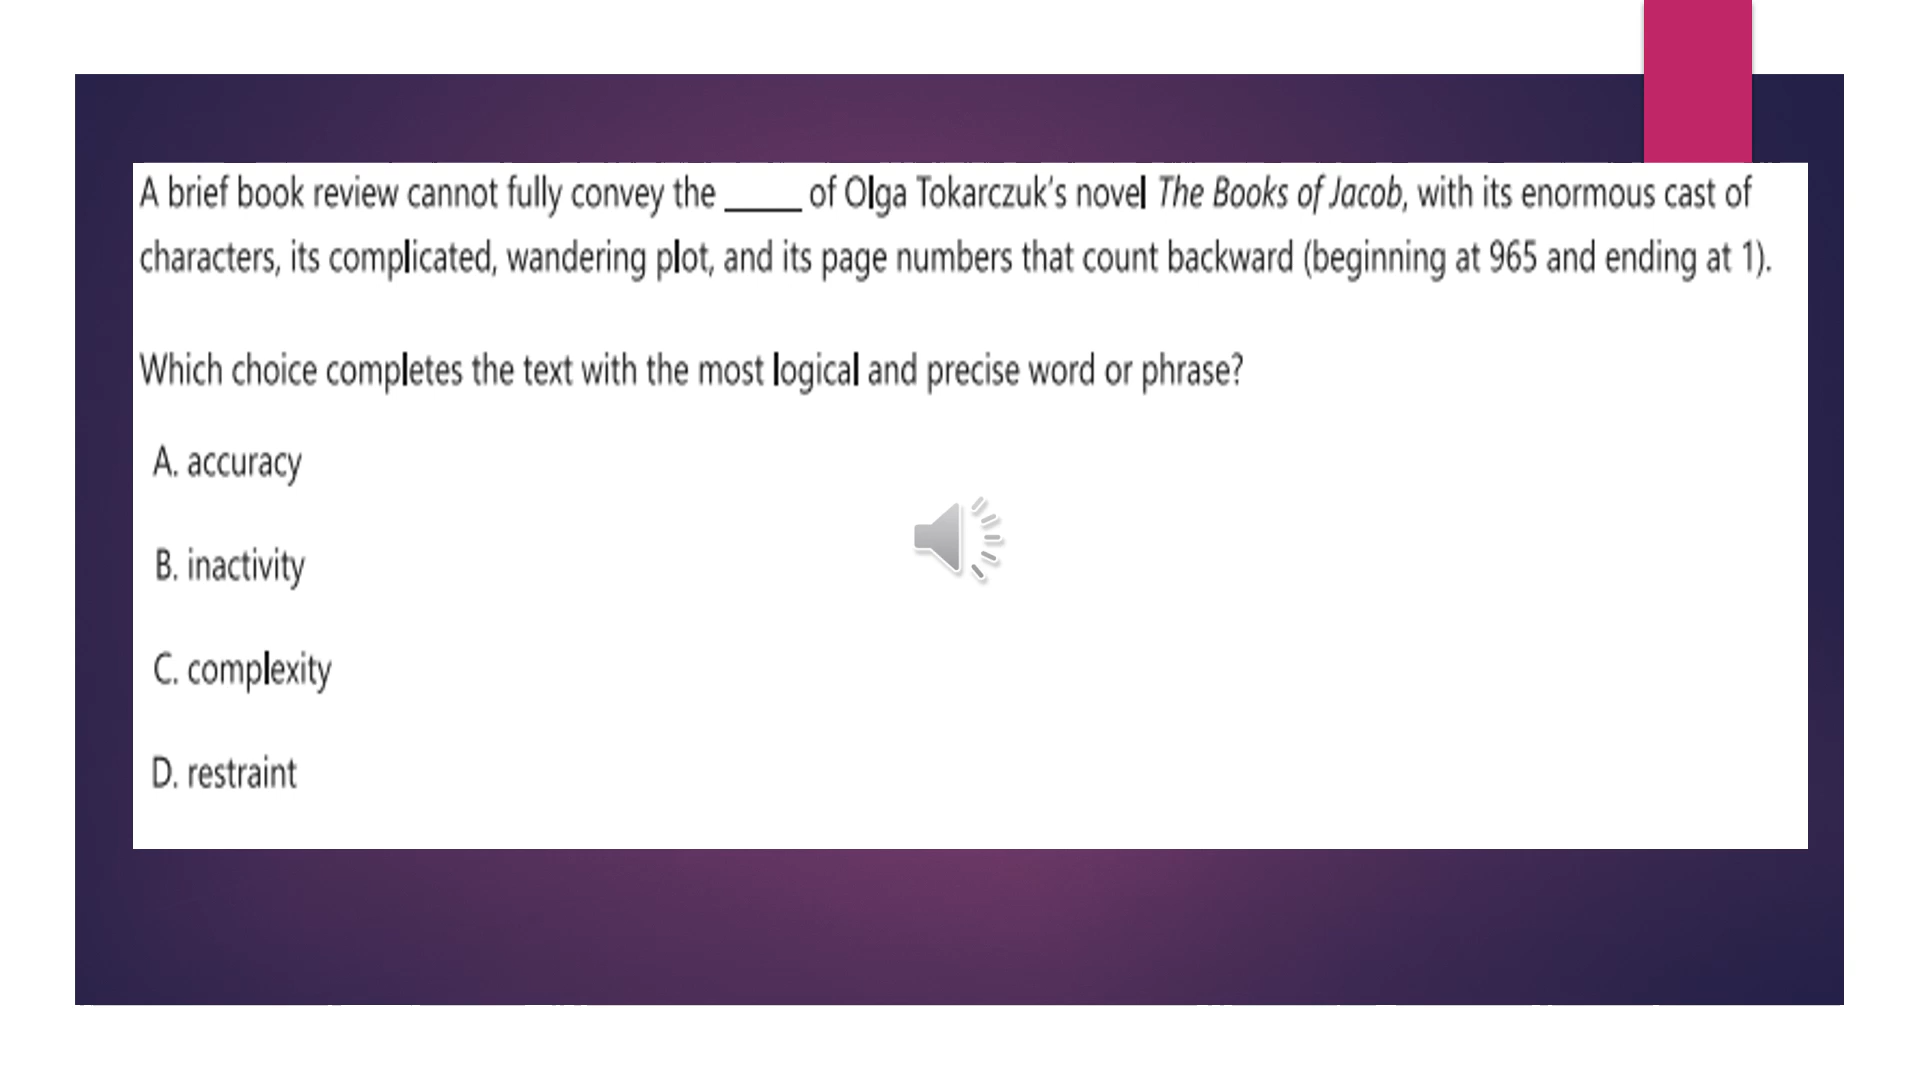 A brief book review cannot fully convey the _____ of Olga Tokarczuk's novel The Books of Jacob, with its enormous cast of
characters, its complicated, wandering plot, and its page numbers that count backward (beginning at 965 and ending at 1).
Which choice completes the text with the most logical and precise word or phrase?
A. accuracy
B. inactivity
C. complexity
D. restraint